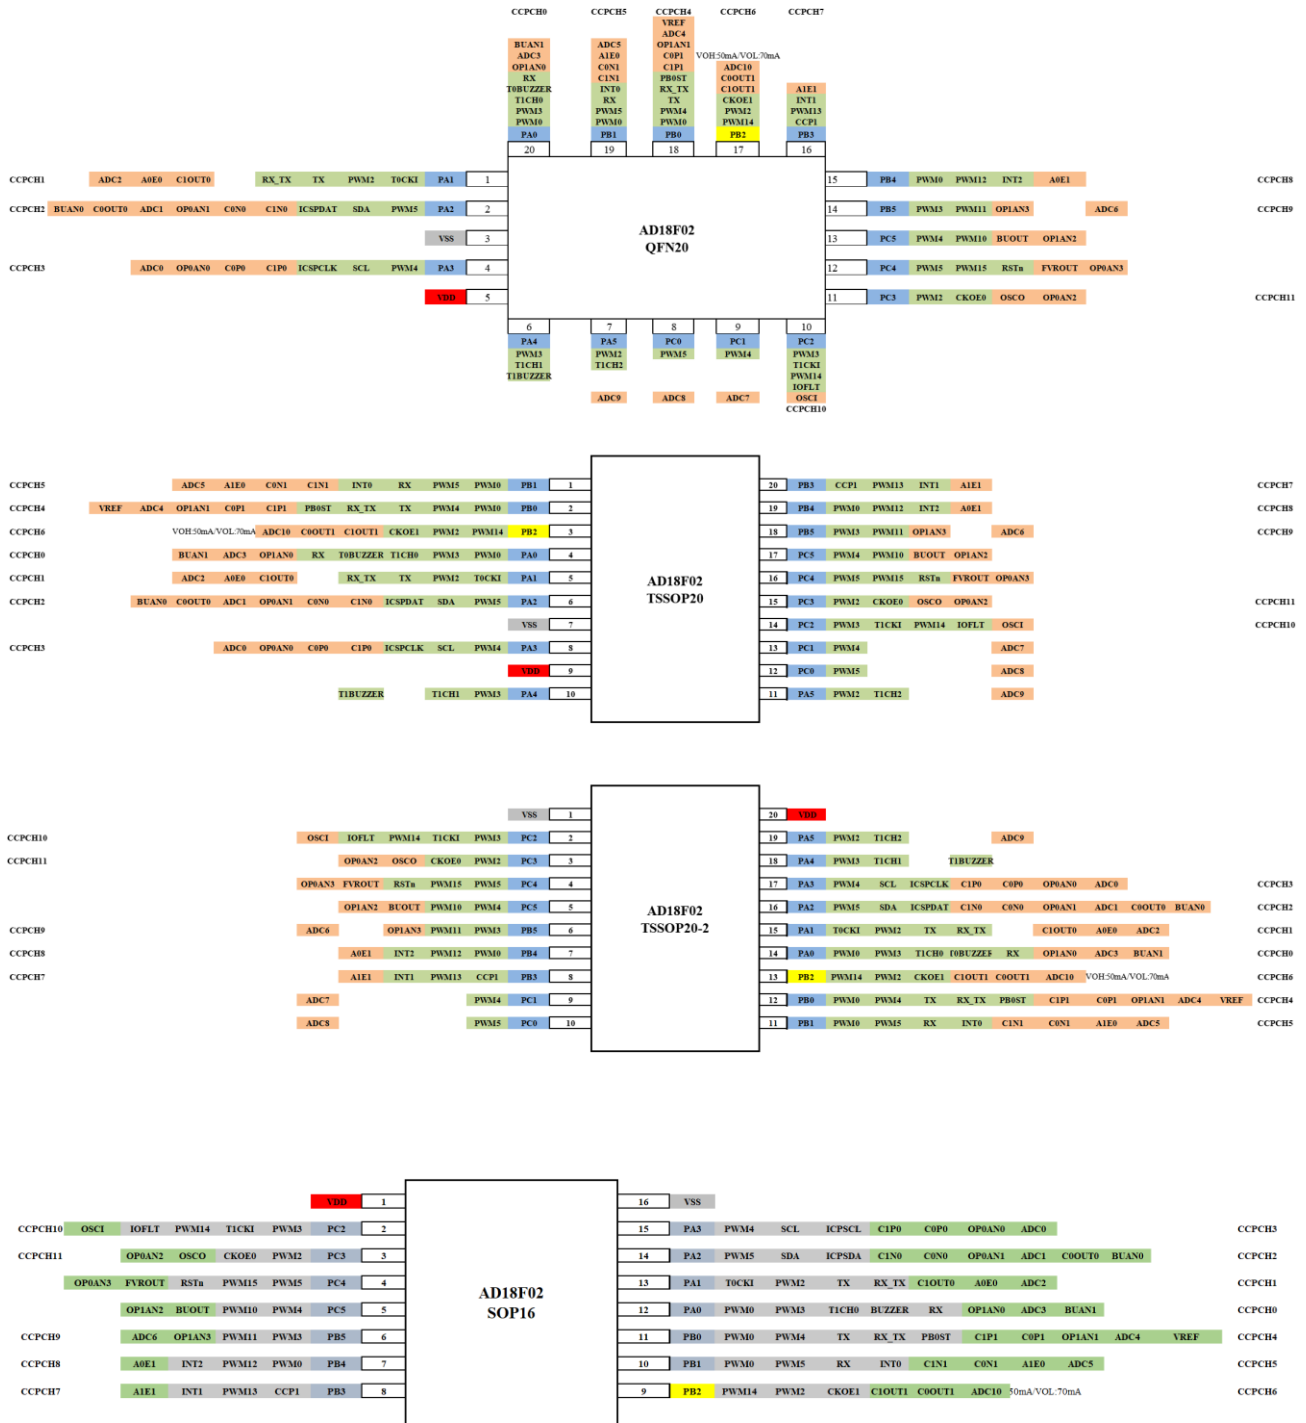 CCPCH0 CCPCH5 CCPCH4 CCPCH6 CCPCH7
VREF
ADC4
BUAN1 ADC5 OP1AN1
ADC3 A1E0 C0P1 VOH:50mA/VOL:70mA
OP1AN0 C0N1 C1P1 ADC10
RX C1N1 PB0ST C0OUT1
T0BUZZER INT0 RX_TX C1OUT1 A1E1
T1CH0 RX TX CKOE1 INT1
PWM3 PWM5 PWM4 PWM2 PWM13
PWM0 PWM0 PWM0 PWM14 CCP1
PA0 PB1 PB0 PB2 PB3
20 19 18 17 16
CCPCH1 ADC2 A0E0 C1OUT0 RX_TX TX PWM2 T0CKI PA1 1 15 PB4 PWM0 PWM12 INT2 A0E1 CCPCH8
CCPCH2 BUAN0 C0OUT0 ADC1 OP0AN1 C0N0 C1N0 ICSPDAT SDA PWM5 PA2 2 14 PB5 PWM3 PWM11 OP1AN3 ADC6 CCPCH9
AD18F02
VSS 3 13 PC5 PWM4 PWM10 BUOUT OP1AN2
QFN20
CCPCH3 ADC0 OP0AN0 C0P0 C1P0 ICSPCLK SCL PWM4 PA3 4 12 PC4 PWM5 PWM15 RSTn FVROUT OP0AN3
VDD 5 11 PC3 PWM2 CKOE0 OSCO OP0AN2 CCPCH11
6 7 8 9 10
PA4 PA5 PC0 PC1 PC2
PWM3 PWM2 PWM5 PWM4 PWM3
T1CH1 T1CH2 T1CKI
T1BUZZER PWM14
IOFLT
ADC9 ADC8 ADC7 OSCI
CCPCH10
CCPCH5 ADC5 A1E0 C0N1 C1N1 INT0 RX PWM5 PWM0 PB1 1 20 PB3 CCP1 PWM13 INT1 A1E1 CCPCH7
CCPCH4 VREF ADC4 OP1AN1 C0P1 C1P1 PB0ST RX_TX TX PWM4 PWM0 PB0 2 19 PB4 PWM0 PWM12 INT2 A0E1 CCPCH8
CCPCH6 VOH:50mA/VOL:70mA ADC10 C0OUT1 C1OUT1 CKOE1 PWM2 PWM14 PB2 3 18 PB5 PWM3 PWM11 OP1AN3 ADC6 CCPCH9
CCPCH0 BUAN1 ADC3 OP1AN0 RX T0BUZZER T1CH0 PWM3 PWM0 PA0 4 17 PC5 PWM4 PWM10 BUOUT OP1AN2
CCPCH1 ADC2 A0E0 C1OUT0 RX_TX TX PWM2 T0CKI PA1 5 AD18F02 16 PC4 PWM5 PWM15 RSTn FVROUT OP0AN3
CCPCH2 BUAN0 C0OUT0 ADC1 OP0AN1 C0N0 C1N0 ICSPDAT SDA PWM5 PA2 6 TSSOP20 15 PC3 PWM2 CKOE0 OSCO OP0AN2 CCPCH11
VSS 7 14 PC2 PWM3 T1CKI PWM14 IOFLT OSCI CCPCH10
CCPCH3 ADC0 OP0AN0 C0P0 C1P0 ICSPCLK SCL PWM4 PA3 8 13 PC1 PWM4 ADC7
VDD 9 12 PC0 PWM5 ADC8
T1BUZZER T1CH1 PWM3 PA4 10 11 PA5 PWM2 T1CH2 ADC9
VSS 1 20 VDD
CCPCH10 OSCI IOFLT PWM14 T1CKI PWM3 PC2 2 19 PA5 PWM2 T1CH2 ADC9
CCPCH11 OP0AN2 OSCO CKOE0 PWM2 PC3 3 18 PA4 PWM3 T1CH1 T1BUZZER
OP0AN3 FVROUT RSTn PWM15 PWM5 PC4 4 17 PA3 PWM4 SCL ICSPCLK C1P0 C0P0 OP0AN0 ADC0 CCPCH3
OP1AN2 BUOUT PWM10 PWM4 PC5 5 AD18F02 16 PA2 PWM5 SDA ICSPDAT C1N0 C0N0 OP0AN1 ADC1 C0OUT0 BUAN0 CCPCH2
CCPCH9 ADC6 OP1AN3 PWM11 PWM3 PB5 6 TSSOP20-2 15 PA1 T0CKI PWM2 TX RX_TX C1OUT0 A0E0 ADC2 CCPCH1
CCPCH8 A0E1 INT2 PWM12 PWM0 PB4 7 14 PA0 PWM0 PWM3 T1CH0 T0BUZZER RX OP1AN0 ADC3 BUAN1 CCPCH0
CCPCH7 A1E1 INT1 PWM13 CCP1 PB3 8 13 PB2 PWM14 PWM2 CKOE1 C1OUT1 C0OUT1 ADC10 VOH:50mA/VOL:70mA CCPCH6
ADC7 PWM4 PC1 9 12 PB0 PWM0 PWM4 TX RX_TX PB0ST C1P1 C0P1 OP1AN1 ADC4 VREF CCPCH4
ADC8 PWM5 PC0 10 11 PB1 PWM0 PWM5 RX INT0 C1N1 C0N1 A1E0 ADC5 CCPCH5
VDD 1 16 VSS
CCPCH10 OSCI IOFLT PWM14 T1CKI PWM3 PC2 2 15 PA3 PWM4 SCL ICPSCL C1P0 C0P0 OP0AN0 ADC0 CCPCH3
CCPCH11 OP0AN2 OSCO CKOE0 PWM2 PC3 3 14 PA2 PWM5 SDA ICPSDA C1N0 C0N0 OP0AN1 ADC1 C0OUT0 BUAN0 CCPCH2
OP0AN3 FVROUT RSTn PWM15 PWM5 PC4 4 AD18F02 13 PA1 T0CKI PWM2 TX RX_TX C1OUT0 A0E0 ADC2 CCPCH1
OP1AN2 BUOUT PWM10 PWM4 PC5 5 SOP16 12 PA0 PWM0 PWM3 T1CH0 BUZZER RX OP1AN0 ADC3 BUAN1 CCPCH0
CCPCH9 ADC6 OP1AN3 PWM11 PWM3 PB5 6 11 PB0 PWM0 PWM4 TX RX_TX PB0ST C1P1 C0P1 OP1AN1 ADC4 VREF CCPCH4
CCPCH8 A0E1 INT2 PWM12 PWM0 PB4 7 10 PB1 PWM0 PWM5 RX INT0 C1N1 C0N1 A1E0 ADC5 CCPCH5
CCPCH7 A1E1 INT1 PWM13 CCP1 PB3 8 9 PB2 PWM14 PWM2 CKOE1 C1OUT1 C0OUT1 ADC10 50mA/VOL:70mA CCPCH6